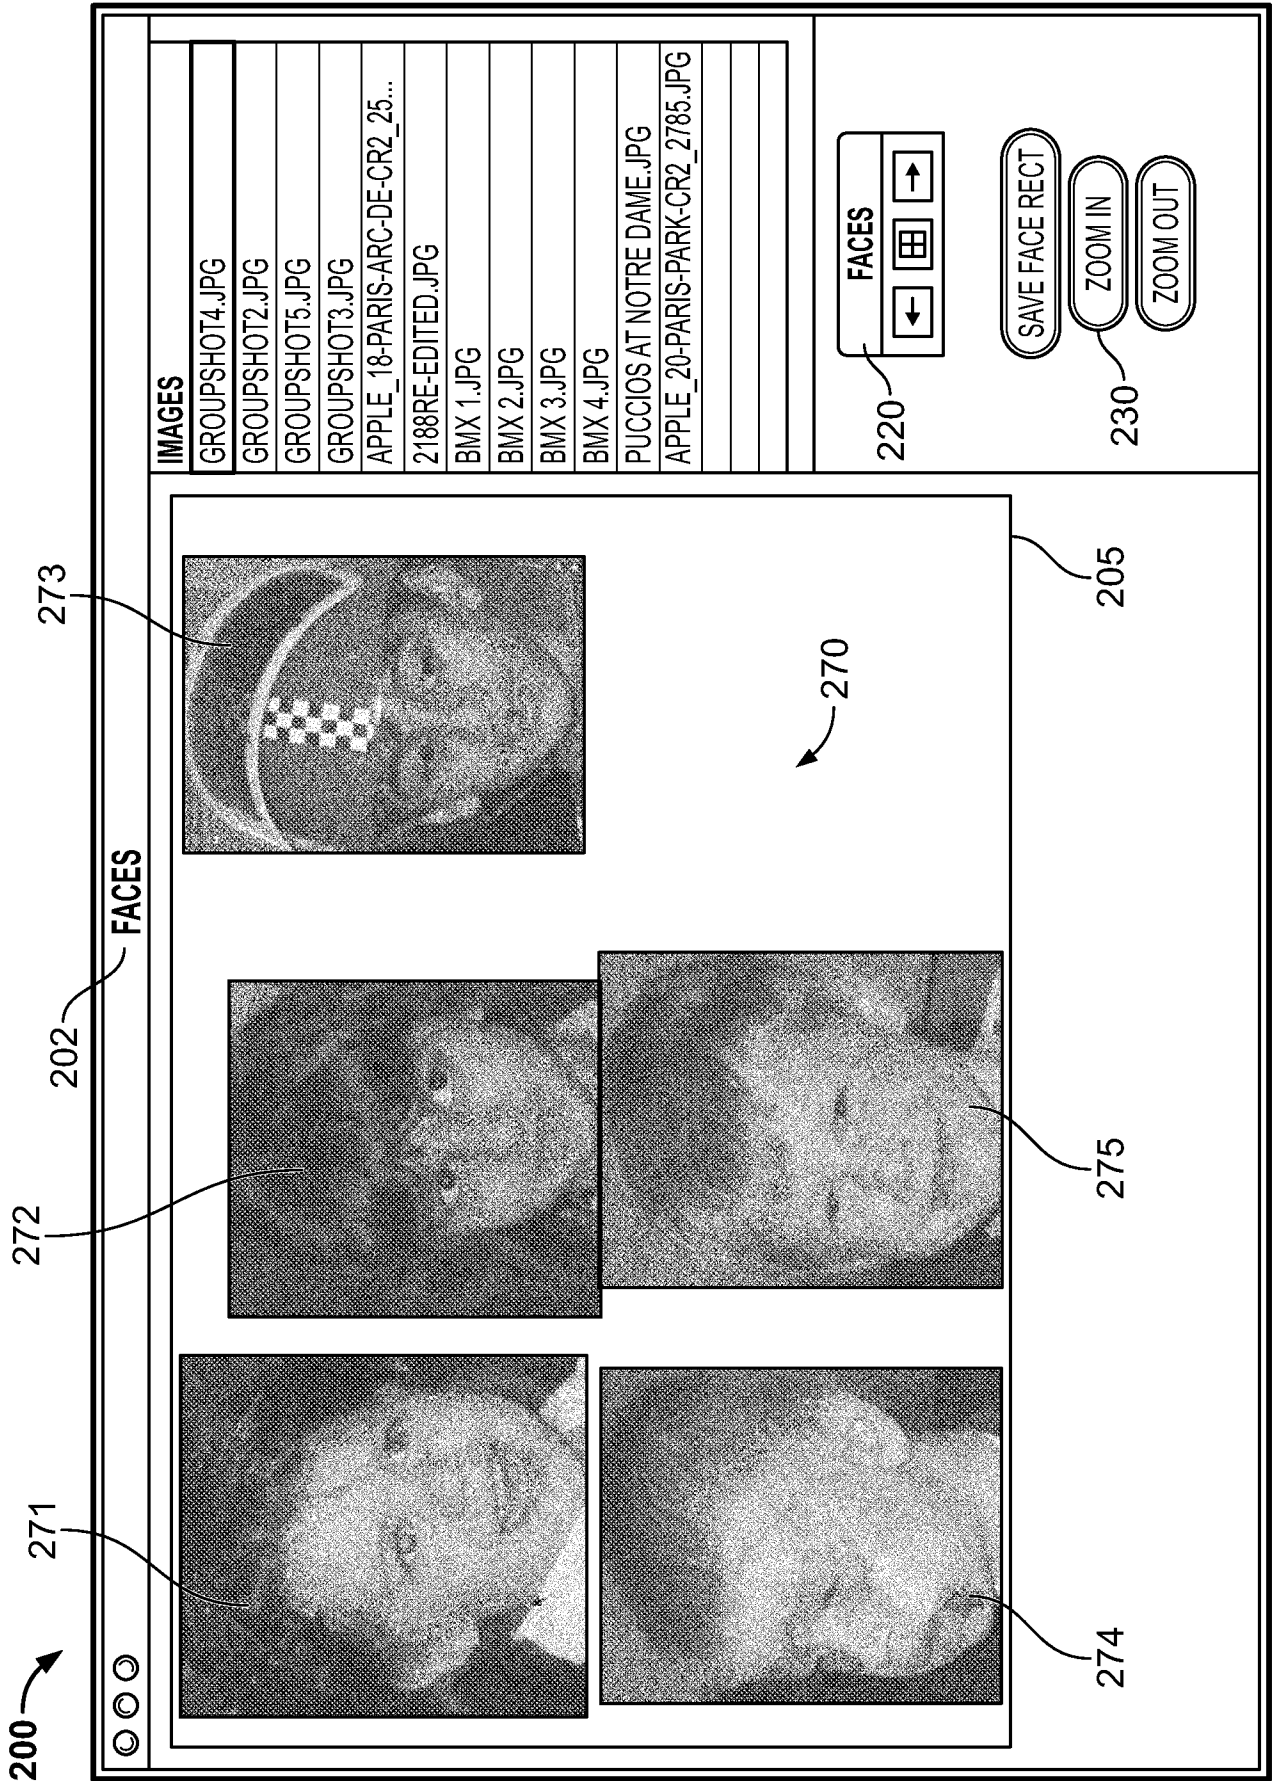 200
202
FACES
271
272
273
274
275
270
205
IMAGES
GROUPSHOT4.JPG
GROUPSHOT2.JPG
GROUPSHOT5.JPG
GROUPSHOT3.JPG
APPLE_18-PARIS-ARC-DE-CR2_25...
2188RE-EDITED.JPG
BMX 1.JPG
BMX 2.JPG
BMX 3.JPG
BMX 4.JPG
PUCCIOS AT NOTRE DAME.JPG
APPLE_20-PARIS-PARK-CR2_2785.JPG
220
FACES
SAVE FACE RECT
230
ZOOM IN
ZOOM OUT